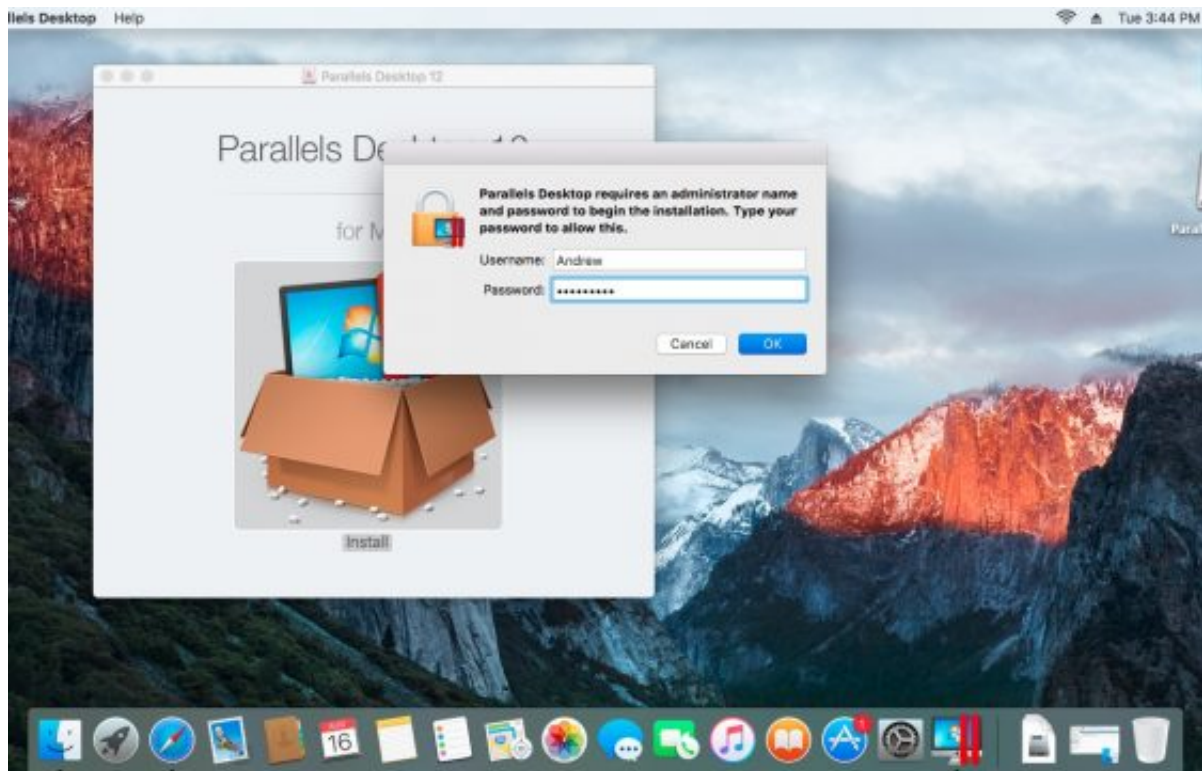 llels Desktop Help
Tue 3:44 PM
Parallels Desktop 12
Parallels De
for M
Parallels Desktop requires an administrator name
and password to begin the installation. Type your
password to allow this.
Username: Andrew
Password: •••••••••
Cancel OK
Install
Paral
16
1